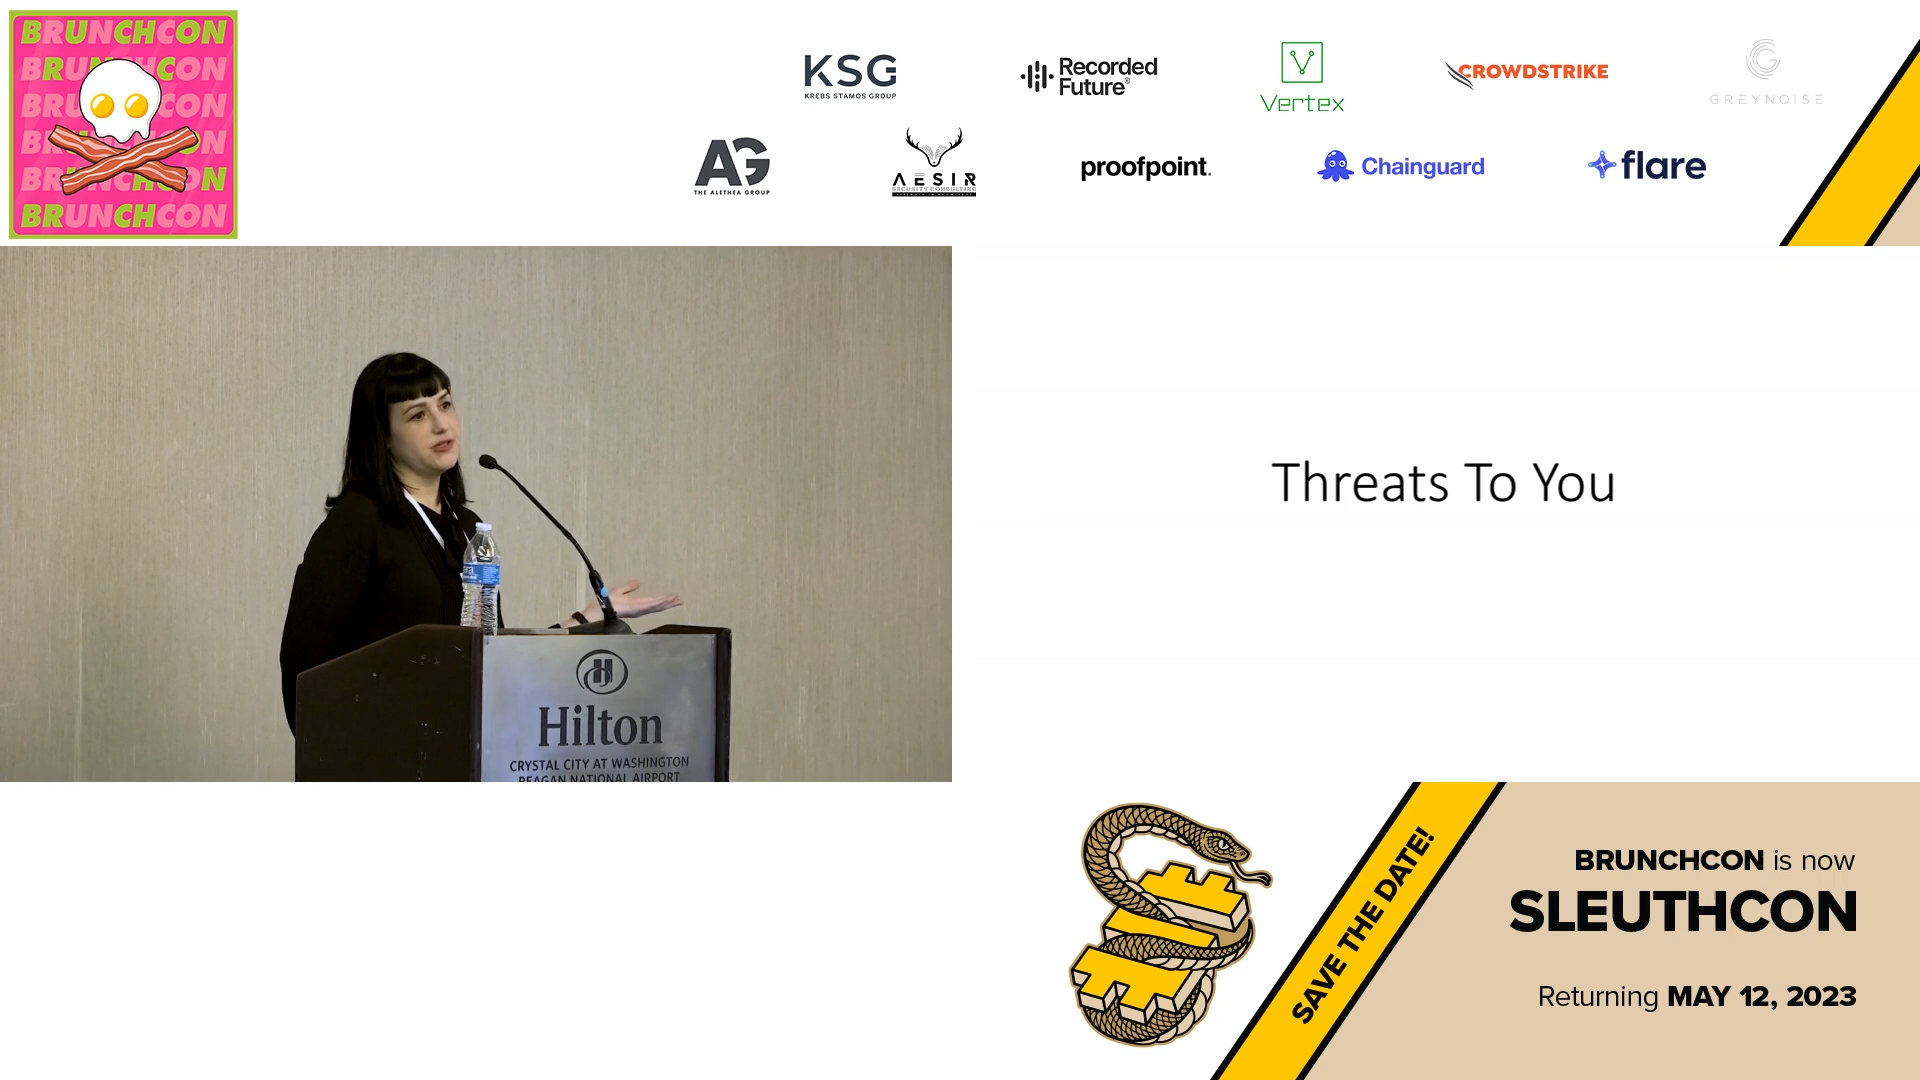 BRUNCHCON
BRUNCHCON
BRUNCHCON
BRUNCHCON
BRUNCHCON
BRUNCHCON
KSG
KREBS STAMOS GROUP
Recorded
Future®
Vertex
CROWDSTRIKE
GREYNOISE
AG
THE ALETHEA GROUP
AESIR
SECURITY CONSULTING
proofpoint.
Chainguard
flare
Threats To You
Hilton
CRYSTAL CITY AT WASHINGTON
REAGAN NATIONAL AIRPORT
SAVE THE DATE!
BRUNCHCON is now
SLEUTHCON
Returning MAY 12, 2023